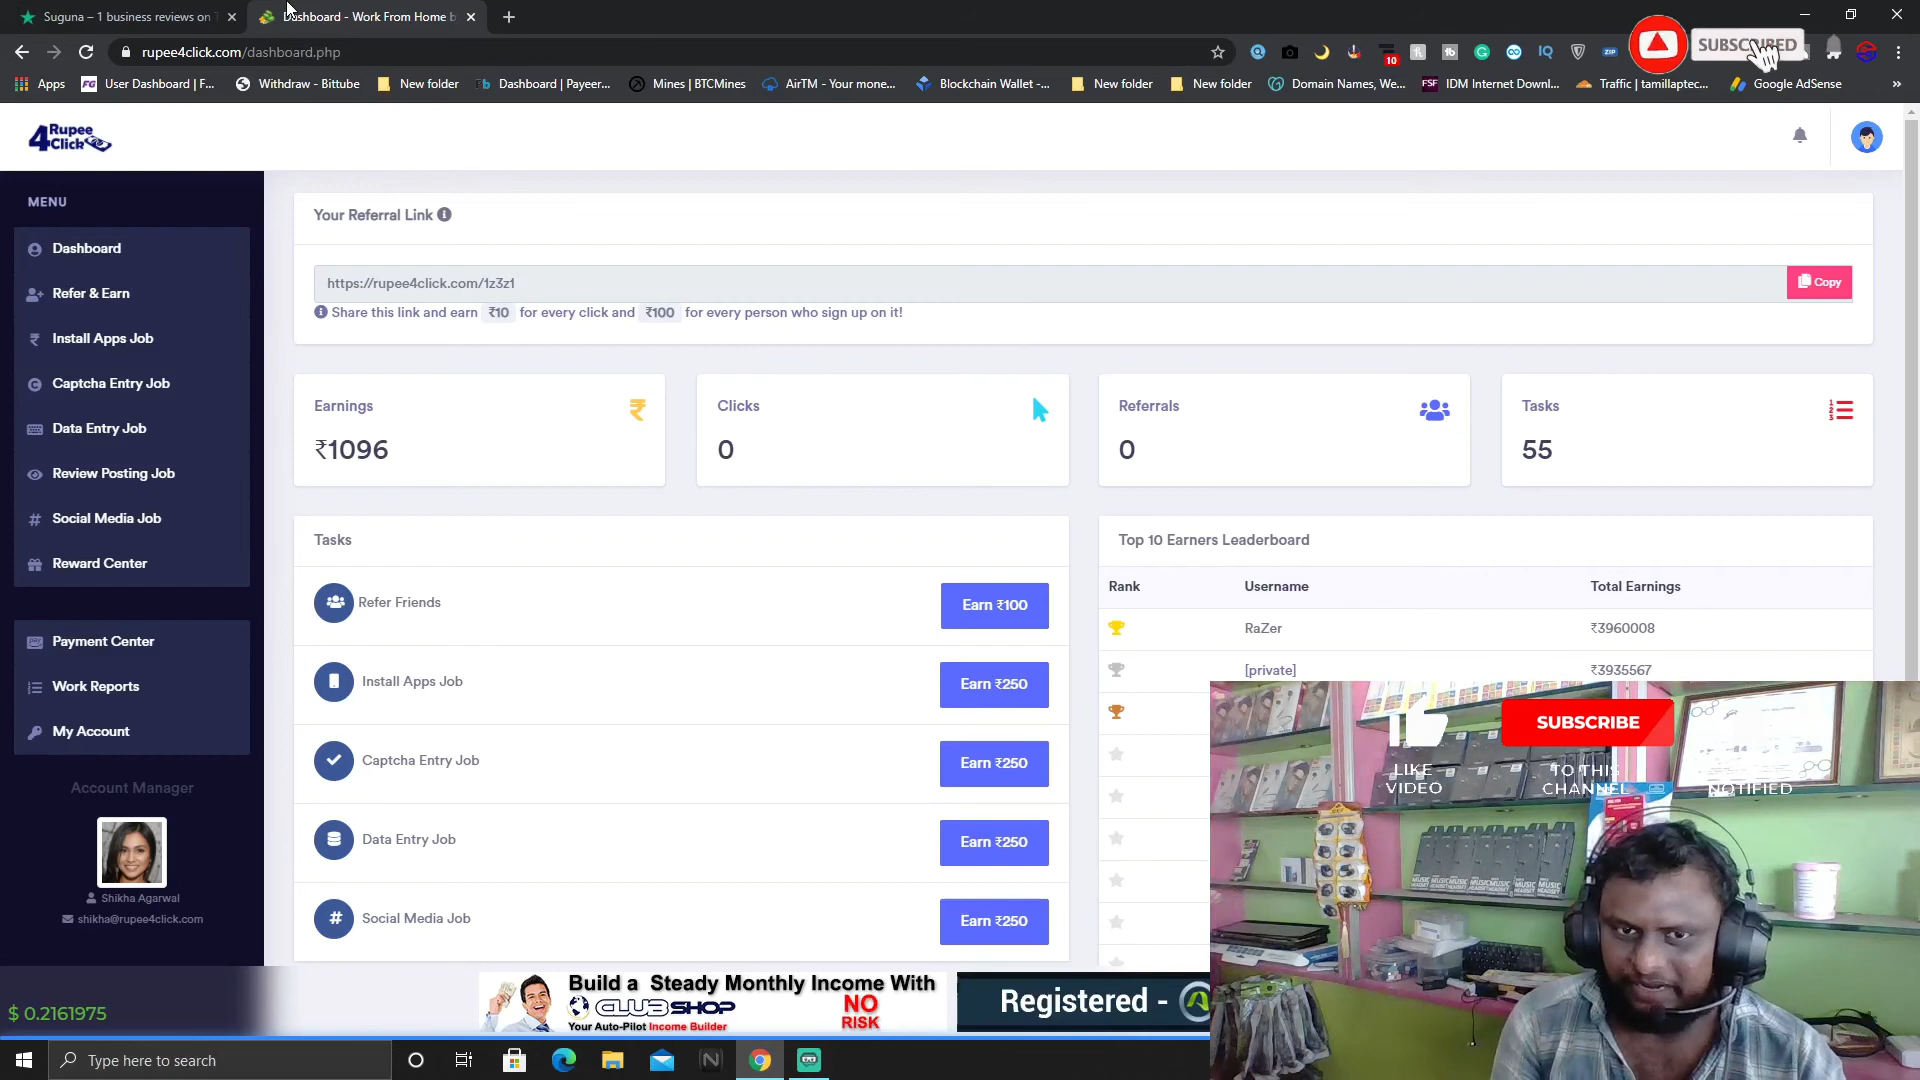 Suguna – 1 business reviews on T
Dashboard - Work From Home b
rupee4click.com/dashboard.php
10
IQ
ZIP
SUBSCRIBED
Apps
User Dashboard | F...
Withdraw - Bittube
New folder
Dashboard | Payeer...
Mines | BTCMines
AirTM - Your mone...
Blockchain Wallet -...
New folder
New folder
Domain Names, We...
IDM Internet Downl...
Traffic | tamillaptec...
Google AdSense
4 Rupee Click
MENU
Dashboard
Refer & Earn
Install Apps Job
Captcha Entry Job
Data Entry Job
Review Posting Job
Social Media Job
Reward Center
Payment Center
Work Reports
My Account
Account Manager
Shikha Agarwal
shikha@rupee4click.com
$ 0.2161975
Your Referral Link
https://rupee4click.com/1z3z1
Copy
Share this link and earn ₹10 for every click and ₹100 for every person who sign up on it!
Earnings
₹1096
Clicks
0
Referrals
0
Tasks
55
Tasks
Refer Friends
Earn ₹100
Install Apps Job
Earn ₹250
Captcha Entry Job
Earn ₹250
Data Entry Job
Earn ₹250
Social Media Job
Earn ₹250
Top 10 Earners Leaderboard
Rank Username Total Earnings
RaZer ₹3960008
[private] ₹3935567
SUBSCRIBE
LIKE VIDEO
TO THIS CHANNEL
NOTIFIED
Build a Steady Monthly Income With
CLUBSHOP
NO RISK
Your Auto-Pilot Income Builder
Registered -
Type here to search